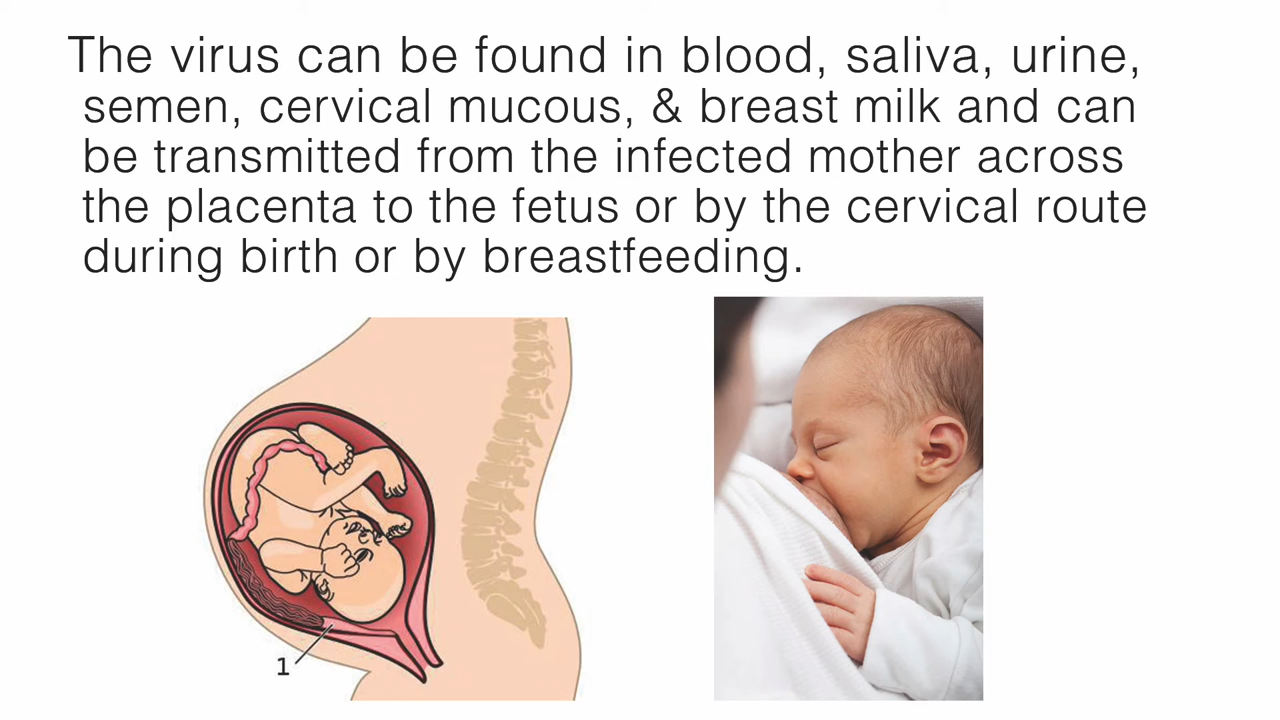 The virus can be found in blood, saliva, urine,
semen, cervical mucous, & breast milk and can
be transmitted from the infected mother across
the placenta to the fetus or by the cervical route
during birth or by breastfeeding.
1